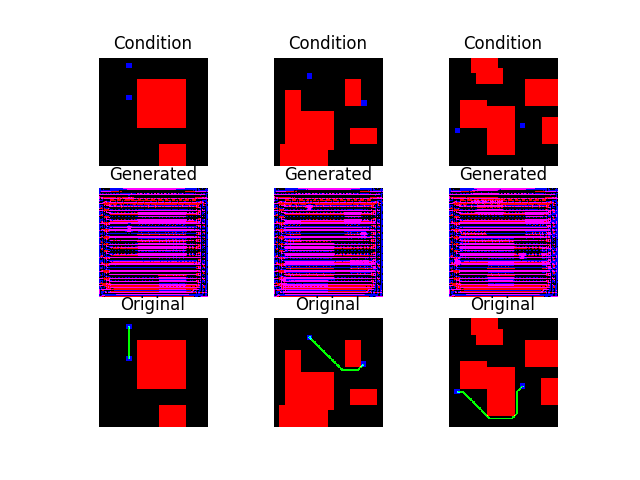 Condition Condition Condition
Generated Generated Generated
Original Original Original